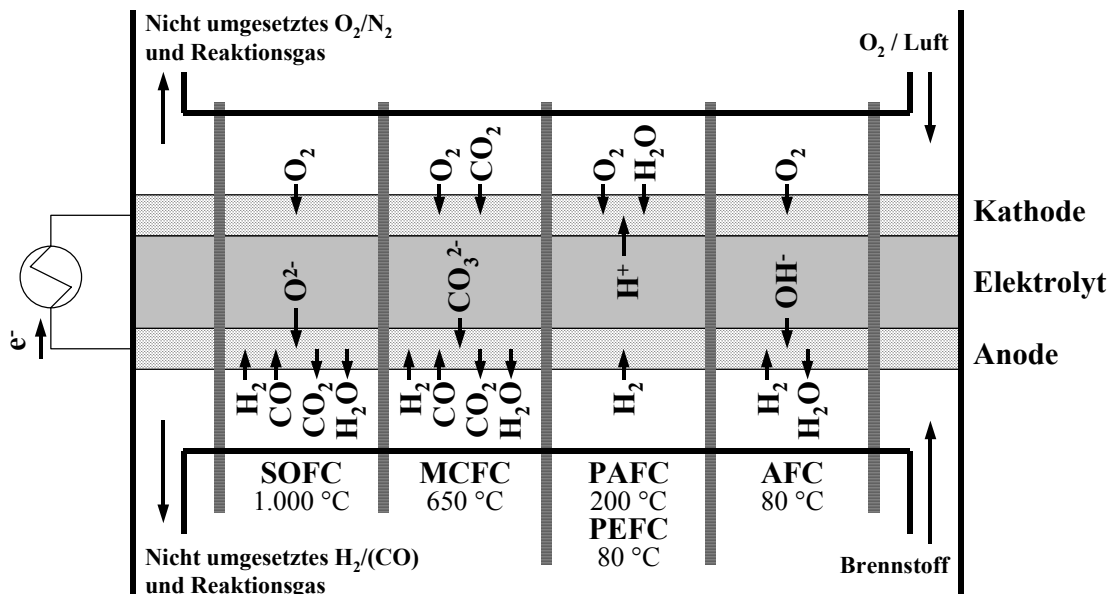 Nicht umgesetztes O₂/N₂
und Reaktionsgas
O₂ / Luft
O₂
O₂
CO₂
O₂
H₂O
O₂
Kathode
Elektrolyt
Anode
O²⁻
CO₃²⁻
H⁺
OH⁻
e⁻
H₂
CO
CO₂
H₂O
H₂
CO
CO₂
H₂O
H₂
H₂
H₂O
SOFC
1.000 °C
MCFC
650 °C
PAFC
200 °C
PEFC
80 °C
AFC
80 °C
Nicht umgesetztes H₂/(CO)
und Reaktionsgas
Brennstoff